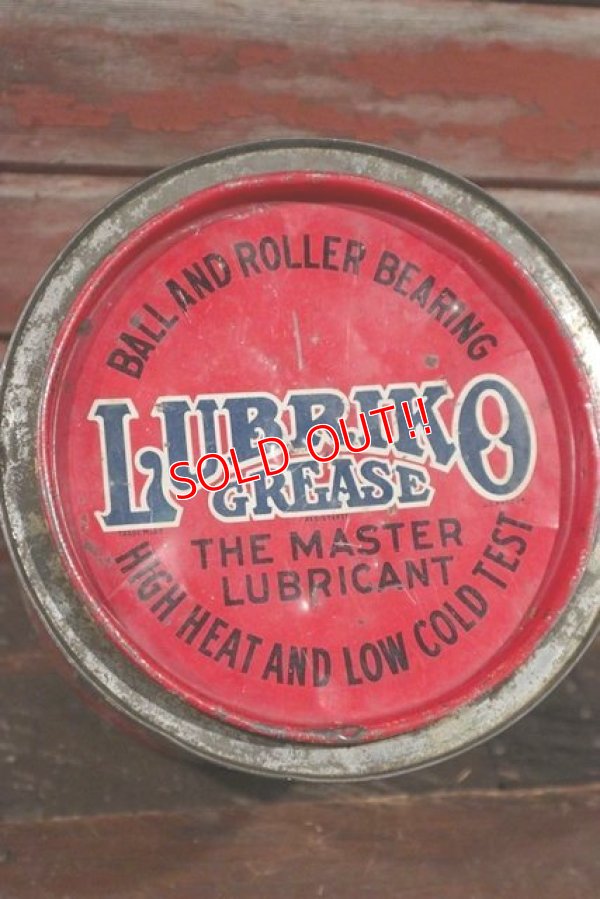 BALL AND ROLLER BEARING
LUBRIKO
GREASE
THE MASTER
LUBRICANT
HIGH HEAT AND LOW COLD TEST
SOLD OUT!!